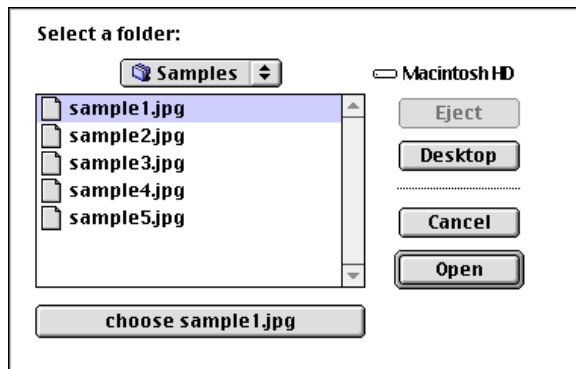 Select a folder:
Samples
Macintosh HD
sample1.jpg
sample2.jpg
sample3.jpg
sample4.jpg
sample5.jpg
Eject
Desktop
Cancel
Open
choose sample1.jpg